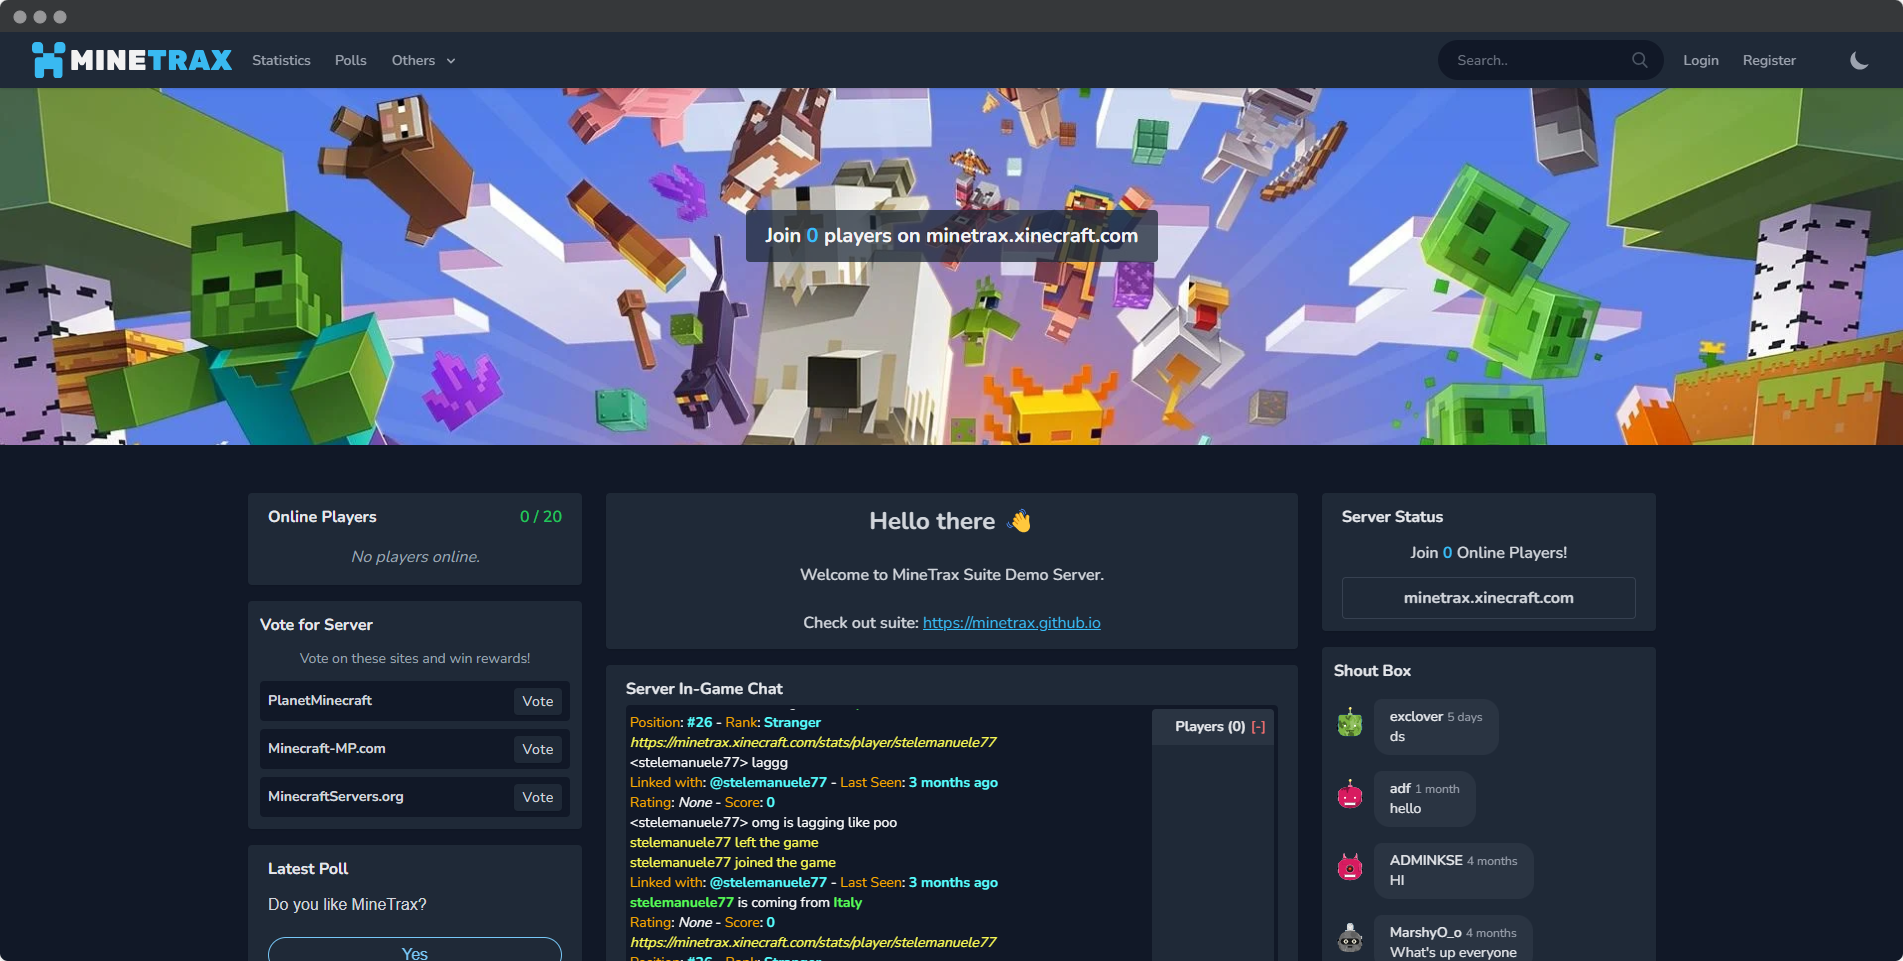 MINETRAX
Statistics
Polls
Others
Search..
Login
Register
Join 0 players on minetrax.xinecraft.com
Online Players
0 / 20
No players online.
Vote for Server
Vote on these sites and win rewards!
PlanetMinecraft
Vote
Minecraft-MP.com
Vote
MinecraftServers.org
Vote
Latest Poll
Do you like MineTrax?
Yes
Hello there 👋
Welcome to MineTrax Suite Demo Server.
Check out suite: https://minetrax.github.io
Server In-Game Chat
Position: #26 - Rank: Stranger
https://minetrax.xinecraft.com/stats/player/stelemanuele77
<stelemanuele77> laggg
Linked with: @stelemanuele77 - Last Seen: 3 months ago
Rating: None - Score: 0
<stelemanuele77> omg is lagging like poo
stelemanuele77 left the game
stelemanuele77 joined the game
Linked with: @stelemanuele77 - Last Seen: 3 months ago
stelemanuele77 is coming from Italy
Rating: None - Score: 0
https://minetrax.xinecraft.com/stats/player/stelemanuele77
Position: #26 - Rank: Stranger
Players (0) [-]
Server Status
Join 0 Online Players!
minetrax.xinecraft.com
Shout Box
exclover 5 days
ds
adf 1 month
hello
ADMINKSE 4 months
HI
MarshyO_o 4 months
What's up everyone